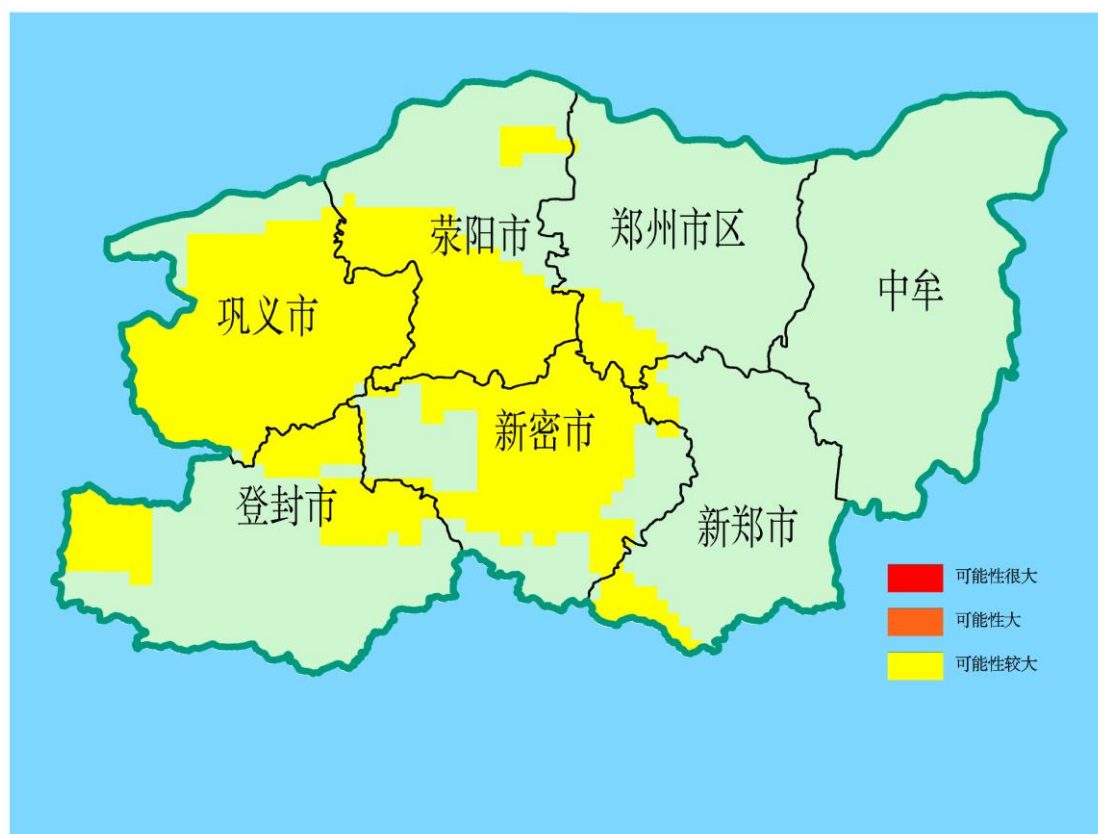 荥阳市
郑州市区
中牟
巩义市
新密市
登封市
新郑市
可能性很大
可能性大
可能性较大